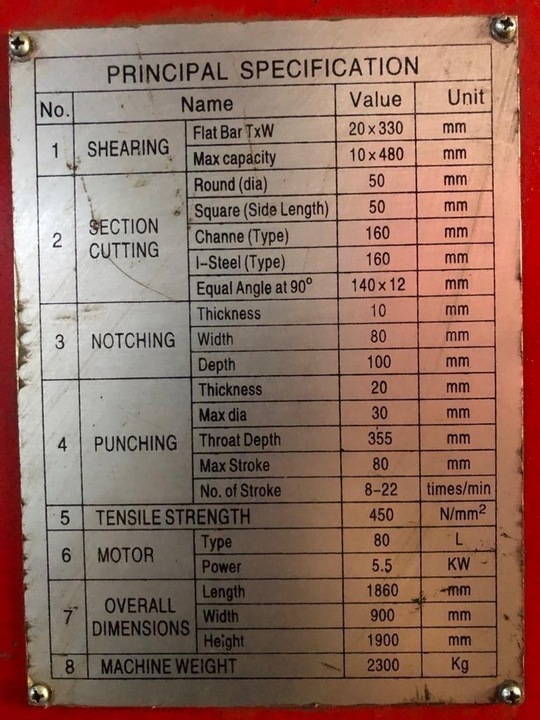 PRINCIPAL SPECIFICATION
No. Name Value Unit
1 SHEARING Flat Bar TxW 20×330 mm
Max capacity 10×480 mm
2 SECTION CUTTING Round (dia) 50 mm
Square (Side Length) 50 mm
Channe (Type) 160 mm
I-Steel (Type) 160 mm
Equal Angle at 90° 140×12 mm
3 NOTCHING Thickness 10 mm
Width 80 mm
Depth 100 mm
4 PUNCHING Thickness 20 mm
Max dia 30 mm
Throat Depth 355 mm
Max Stroke 80 mm
No. of Stroke 8-22 times/min
5 TENSILE STRENGTH 450 N/mm²
6 MOTOR Type 80 L
Power 5.5 KW
7 OVERALL DIMENSIONS Length 1860 mm
Width 900 mm
Height 1900 mm
8 MACHINE WEIGHT 2300 Kg